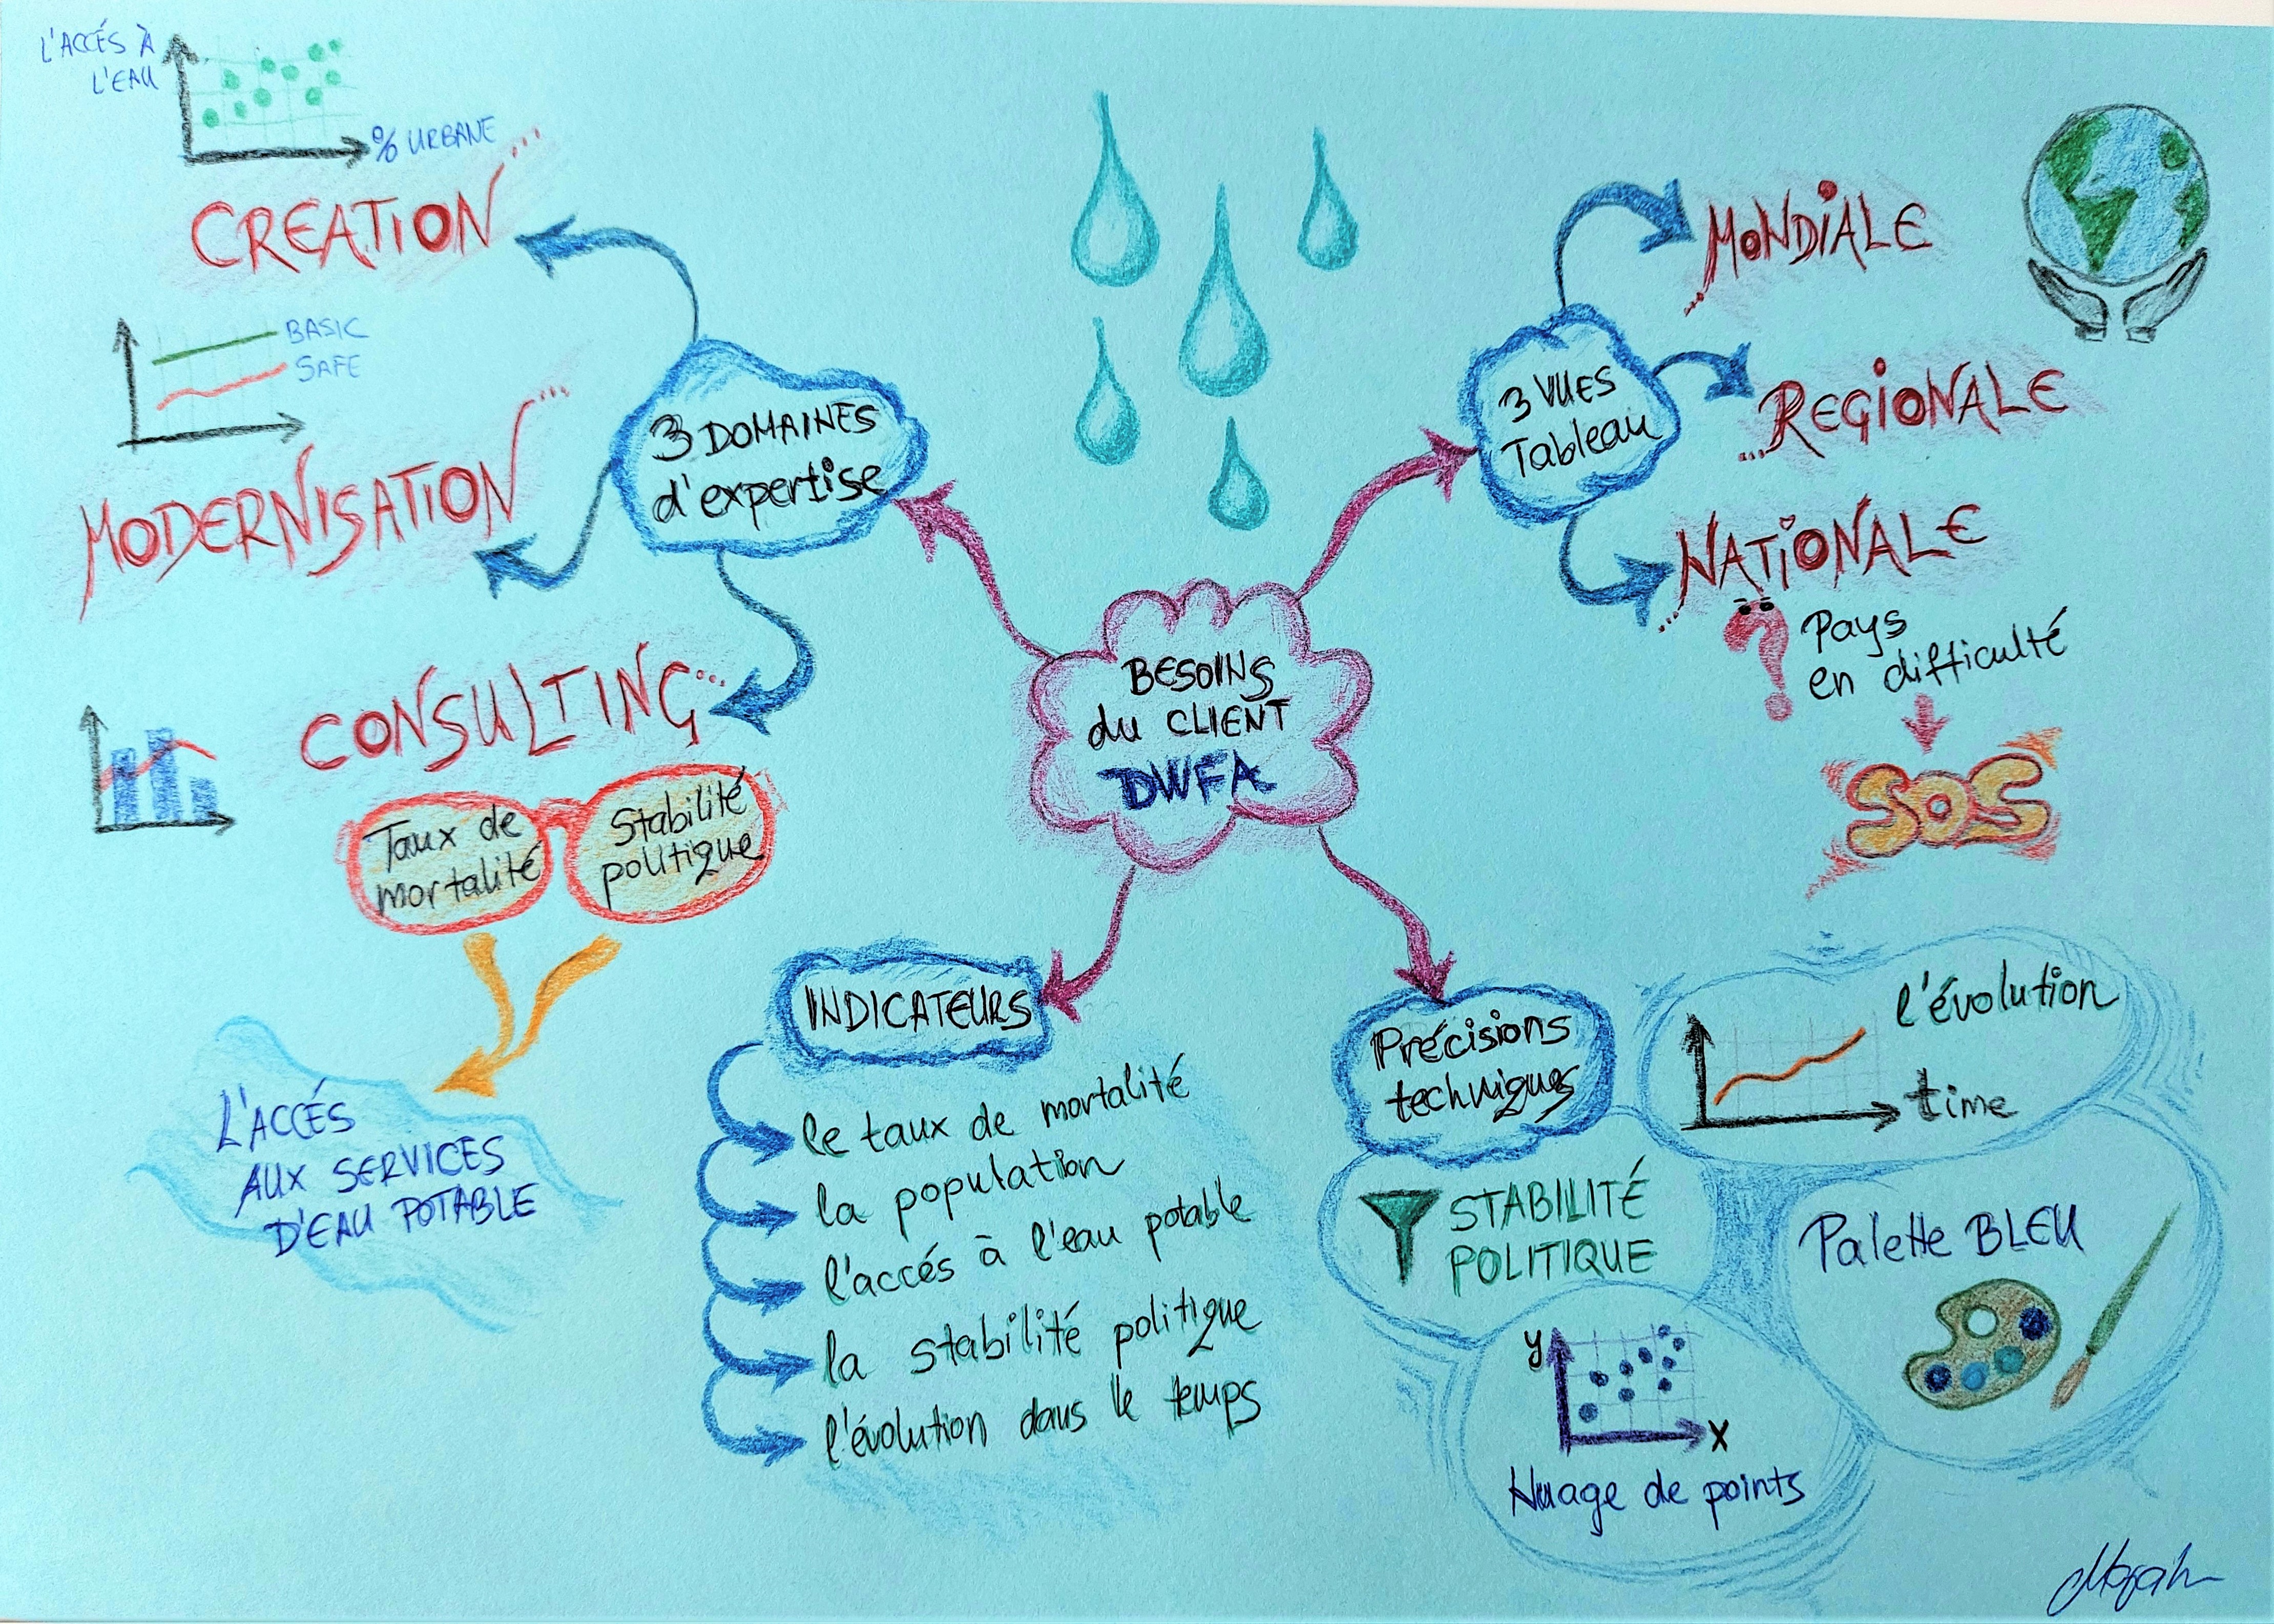 BESOINS
du CLIENT
DWFA
3 DOMAINES
d'expertise
CREATION...
L'ACCÉS À
L'EAU
% URBANE
MODERNISATION...
BASIC
SAFE
CONSULTING...
Taux de
mortalité
Stabilité
politique
L'ACCÉS
AUX SERVICES
D'EAU POTABLE
3 VUES
Tableau
...MONDIALE
...REGIONALE
...NATIONALE
? Pays
en difficulté
SOS
INDICATEURS
le taux de mortalité
la population
l'accés à l'eau potable
la stabilité politique
l'évolution dans le temps
Précisions
techniques
l'évolution
time
STABILITÉ
POLITIQUE
Palette BLEU
y
x
Nuage de points